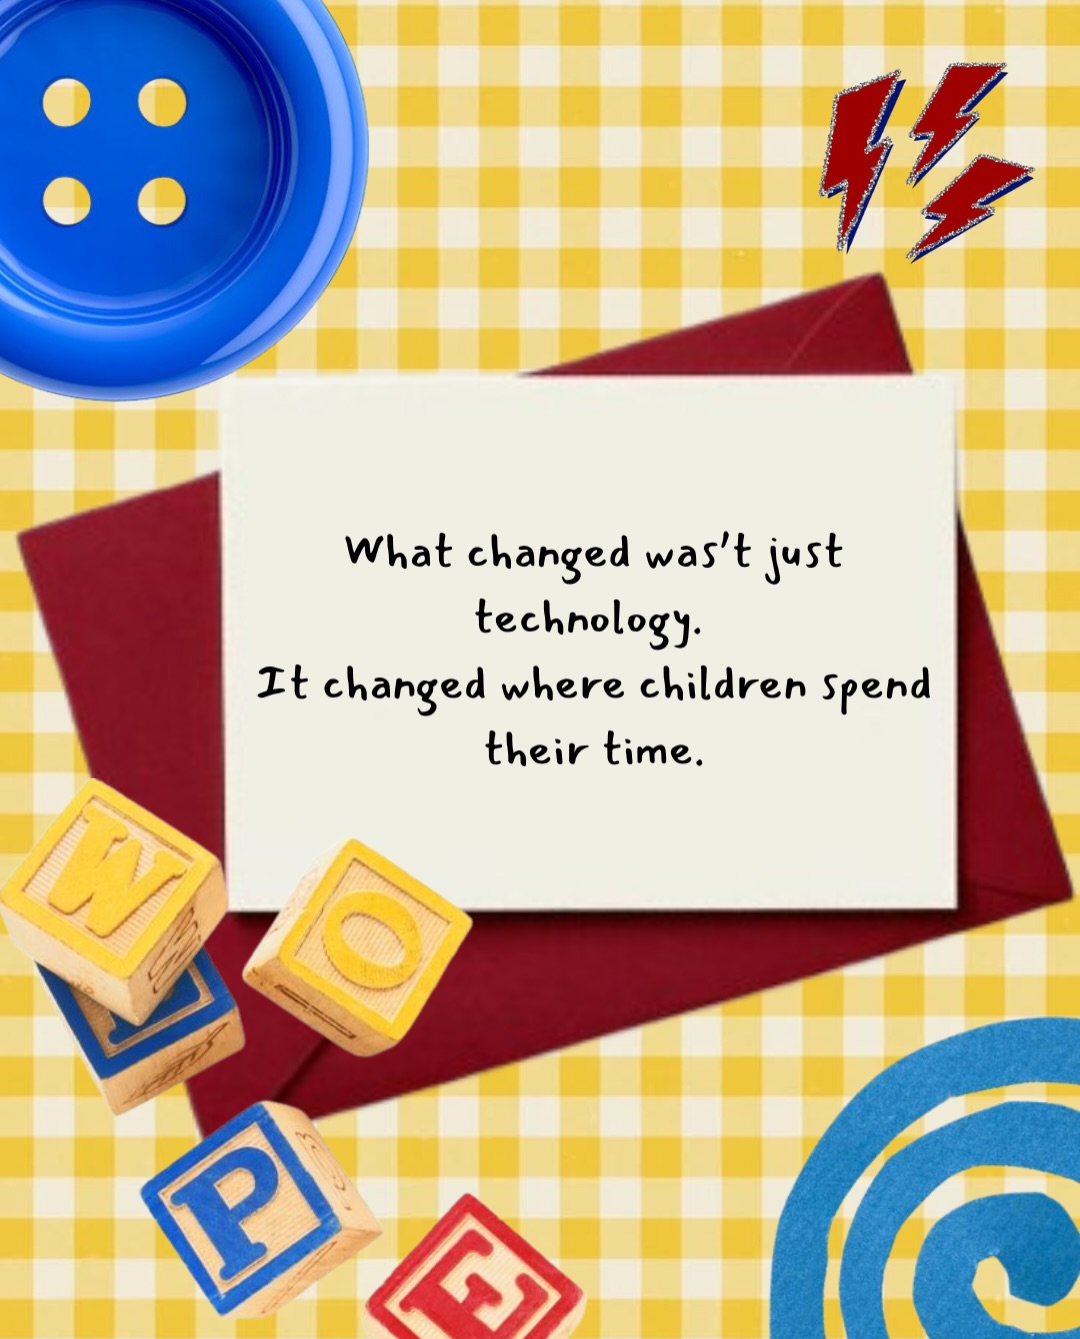 What changed was't just
technology.
It changed where children spend
their time.
W
O
P
E